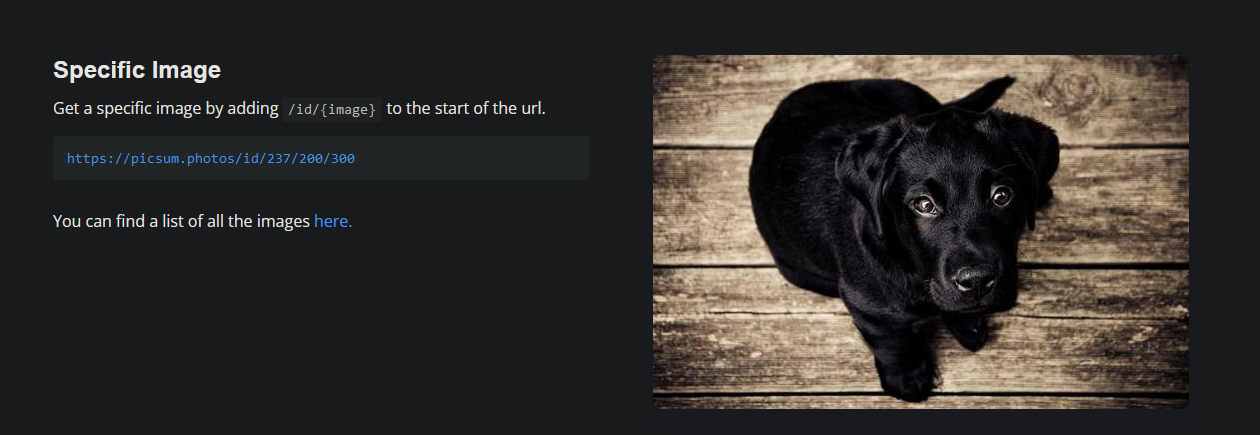 Specific Image
Get a specific image by adding /id/{image} to the start of the url.
https://picsum.photos/id/237/200/300
You can find a list of all the images here.